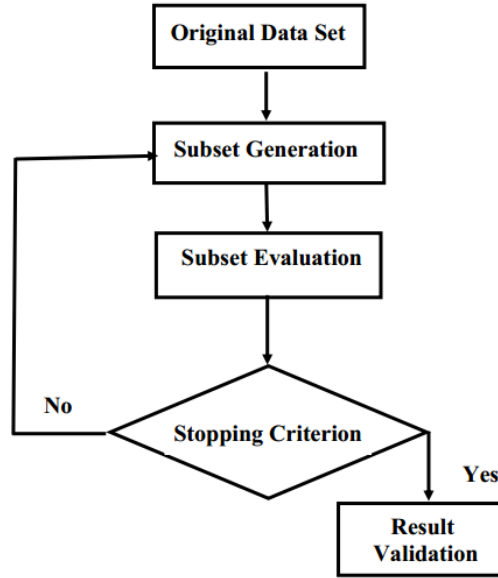 Original Data Set
Subset Generation
Subset Evaluation
No
Stopping Criterion
Yes
Result
Validation